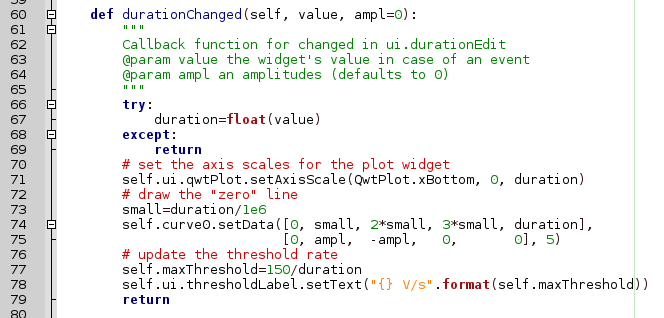 59
60 def durationChanged(self, value, ampl=0):
61 """
62 Callback function for changed in ui.durationEdit
63 @param value the widget's value in case of an event
64 @param ampl an amplitudes (defaults to 0)
65 """
66 try:
67 duration=float(value)
68 except:
69 return
70 # set the axis scales for the plot widget
71 self.ui.qwtPlot.setAxisScale(QwtPlot.xBottom, 0, duration)
72 # draw the "zero" line
73 small=duration/1e6
74 self.curve0.setData([0, small, 2*small, 3*small, duration],
75 [0, ampl, -ampl, 0, 0], 5)
76 # update the threshold rate
77 self.maxThreshold=150/duration
78 self.ui.thresholdLabel.setText("{} V/s".format(self.maxThreshold))
79 return
80